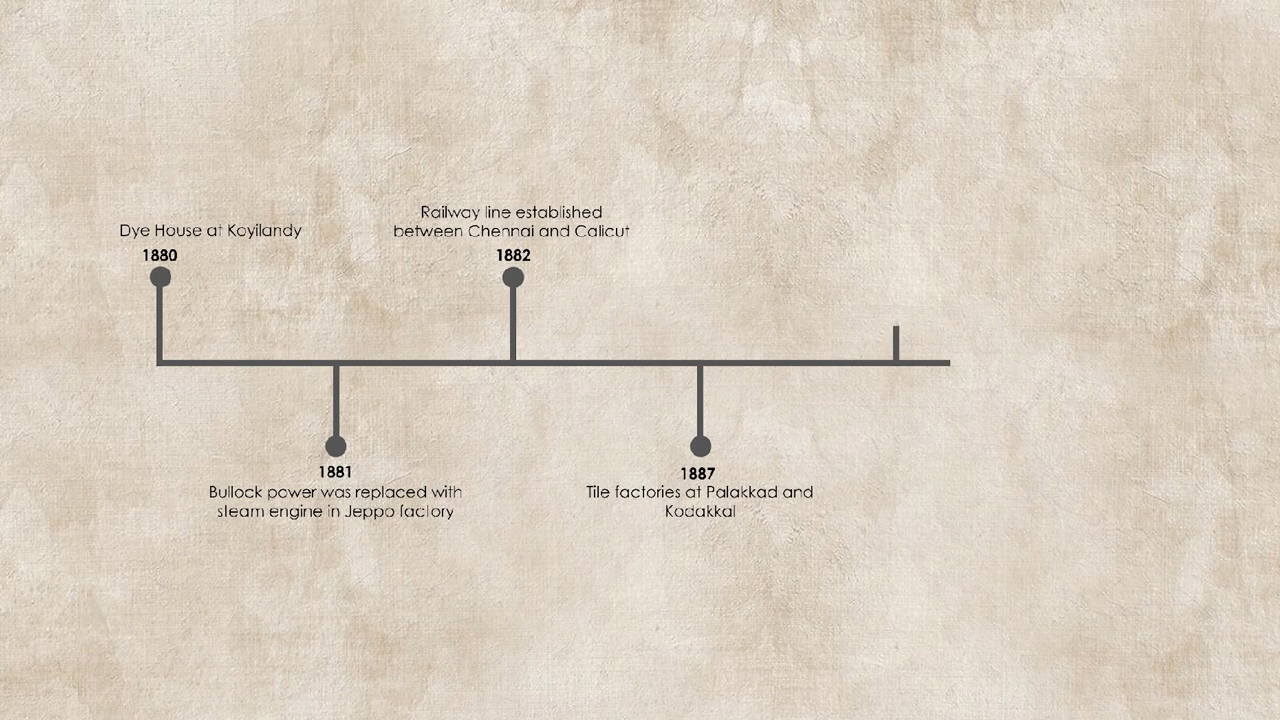 Dye House at Koyilandy
1880
Railway line established
between Chennai and Calicut
1882
1881
Bullock power was replaced with
steam engine in Jeppo factory
1887
Tile factories at Palakkad and
Kodakkal